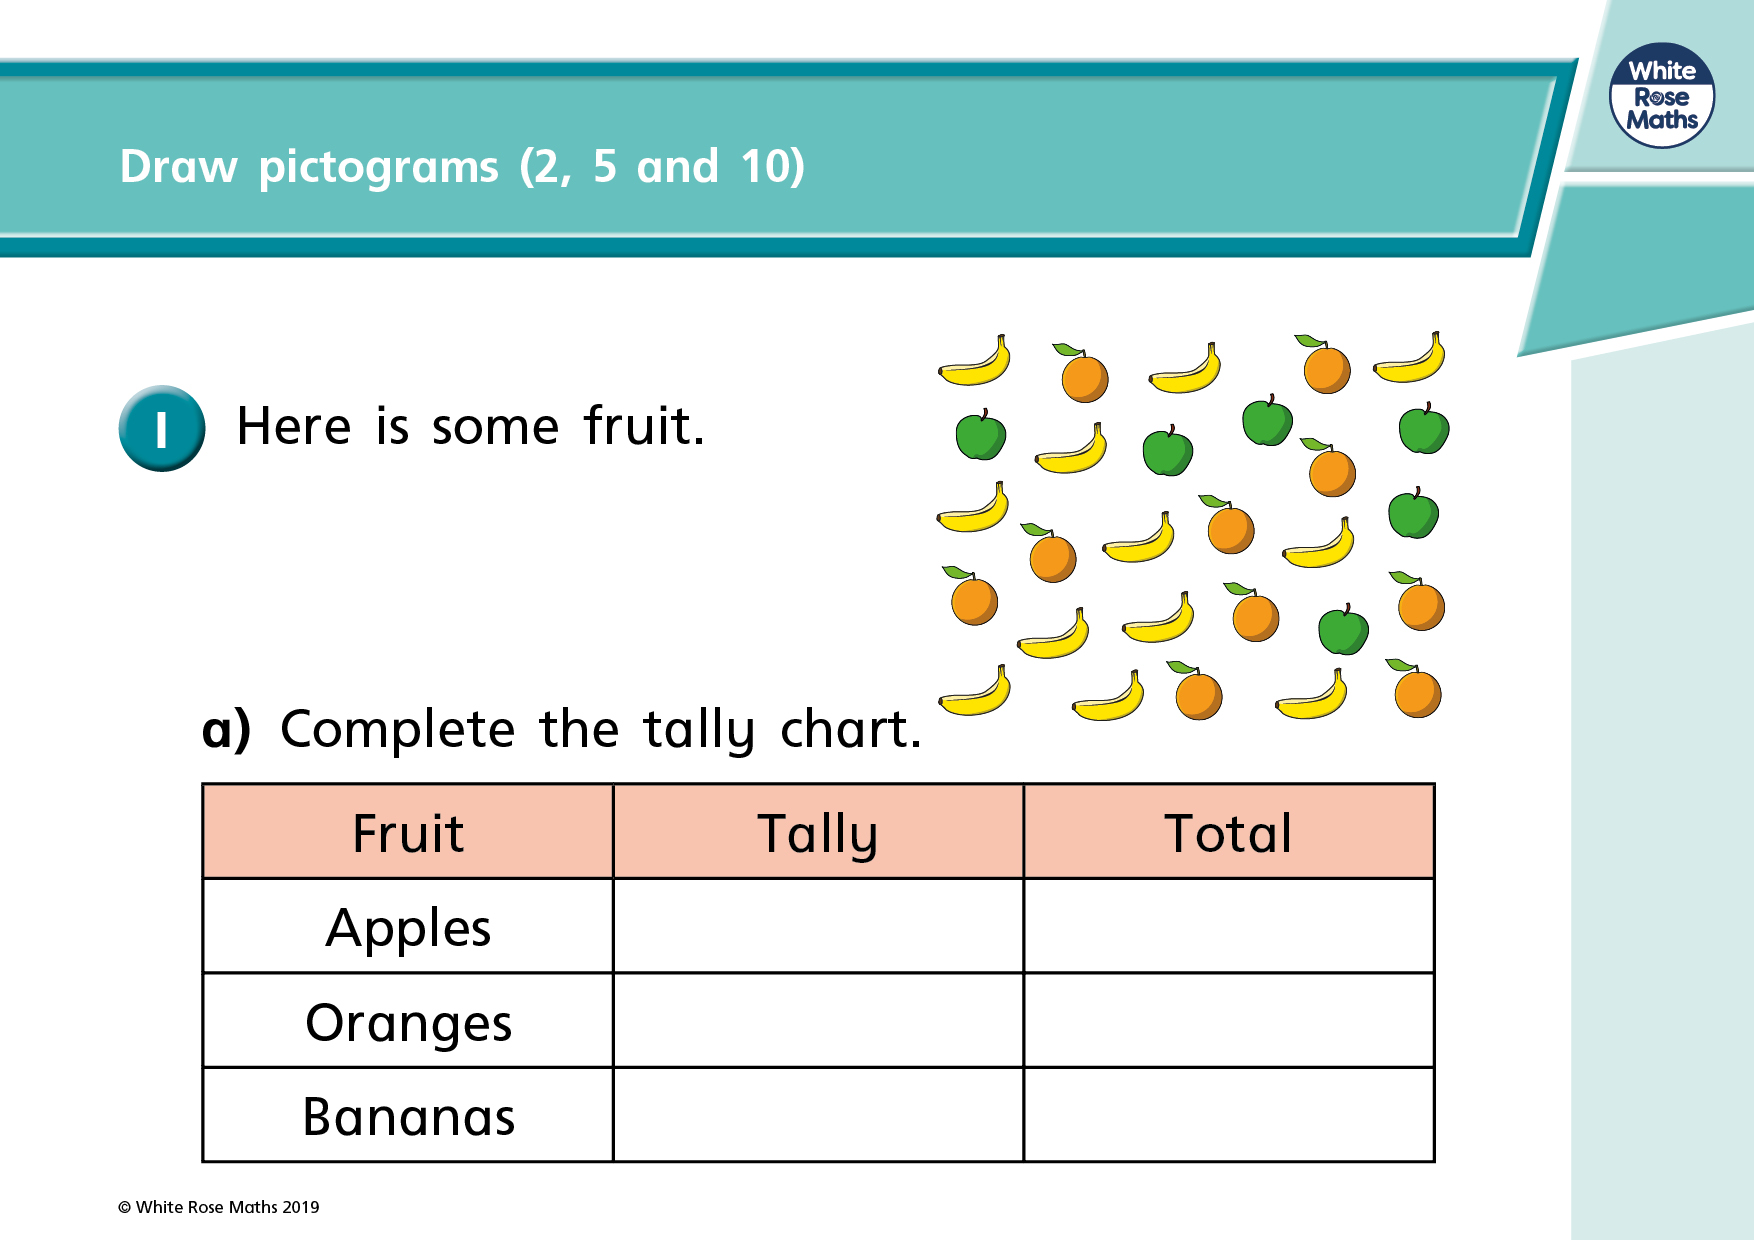 White
Rose
Maths
Draw pictograms (2, 5 and 10)
1 Here is some fruit.
a) Complete the tally chart.
Fruit Tally Total
Apples
Oranges
Bananas
© White Rose Maths 2019